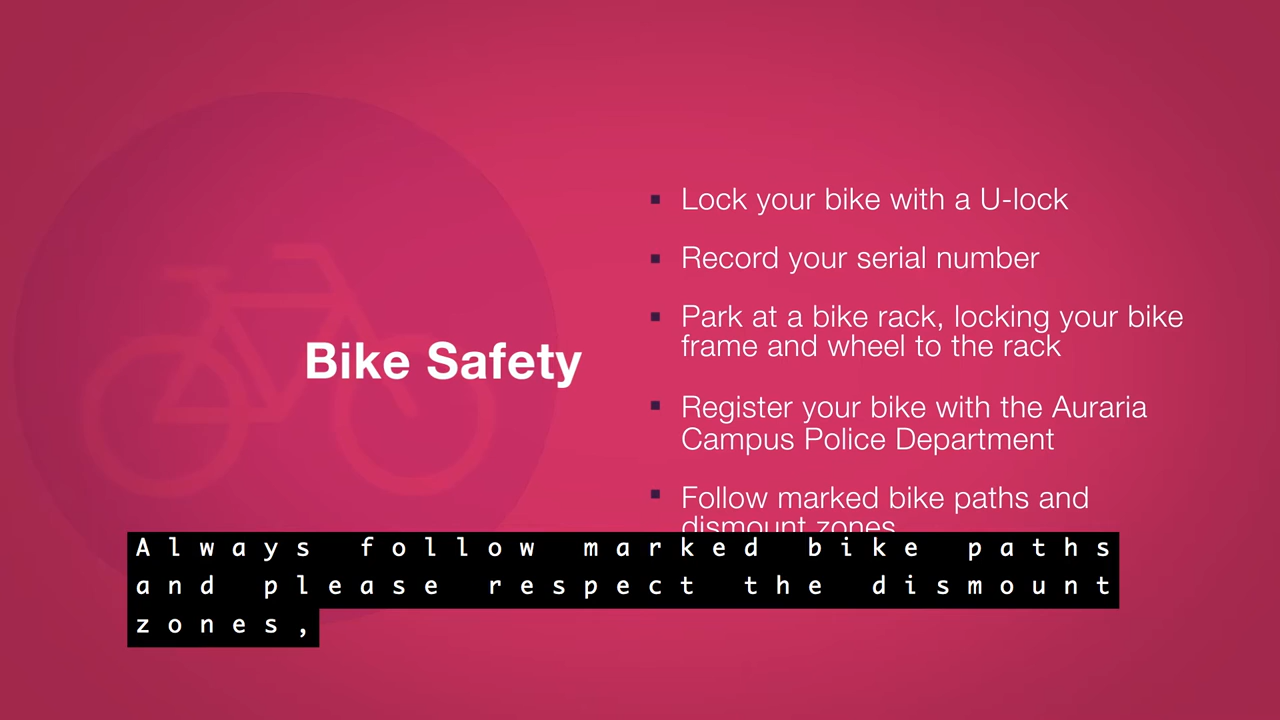 Bike Safety
Lock your bike with a U-lock
Record your serial number
Park at a bike rack, locking your bike
frame and wheel to the rack
Register your bike with the Auraria
Campus Police Department
Follow marked bike paths and
dismount zones
Always follow marked bike paths
and please respect the dismount
zones,